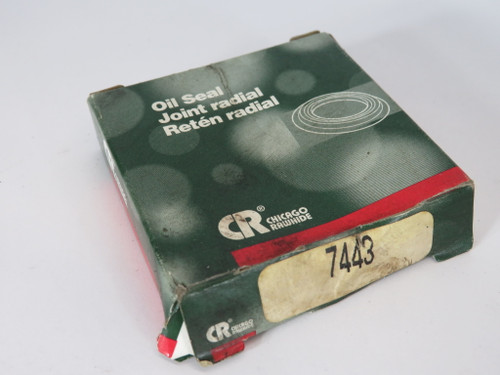 Oil Seal
Joint radial
Retén radial
CR® CHICAGO
RAWHIDE
7443
CR CHICAGO
RAWHIDE